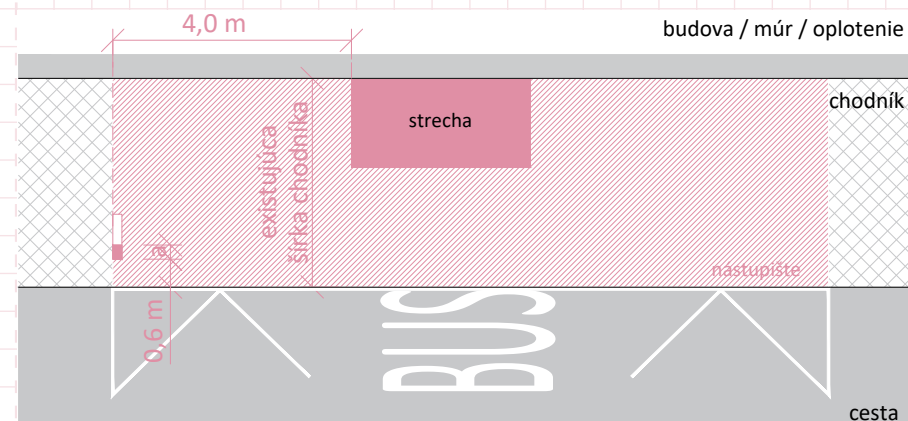 4,0 m
budova / múr / oplotenie
chodník
strecha
existujúca
šírka chodníka
a
nástupište
0,6 m
BUS
cesta